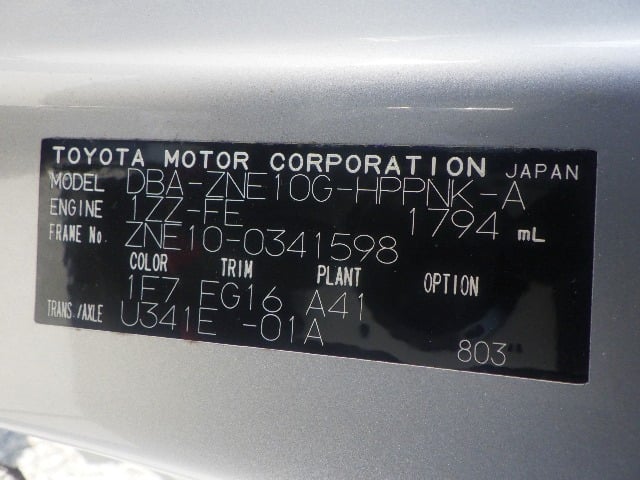 TOYOTA MOTOR CORPORATION JAPAN
MODEL DBA-ZNE10G-HPPNK-A
ENGINE 1ZZ-FE 1794 mL
FRAME No ZNE10-0341598
COLOR TRIM PLANT OPTION
1F7 FG16 A41
TRANS./AXLE U341E -01A
803